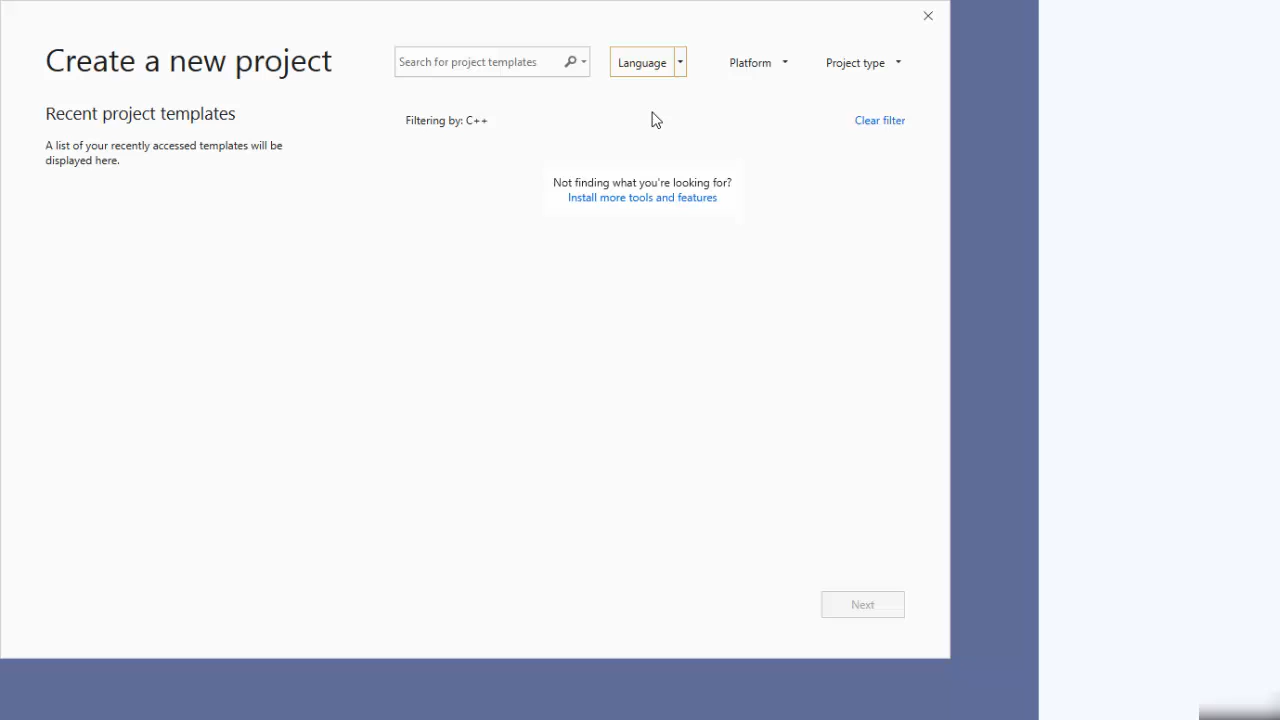 Create a new project
Search for project templates
Language
Platform
Project type
Recent project templates
Filtering by: C++
Clear filter
A list of your recently accessed templates will be
displayed here.
Not finding what you're looking for?
Install more tools and features
Next